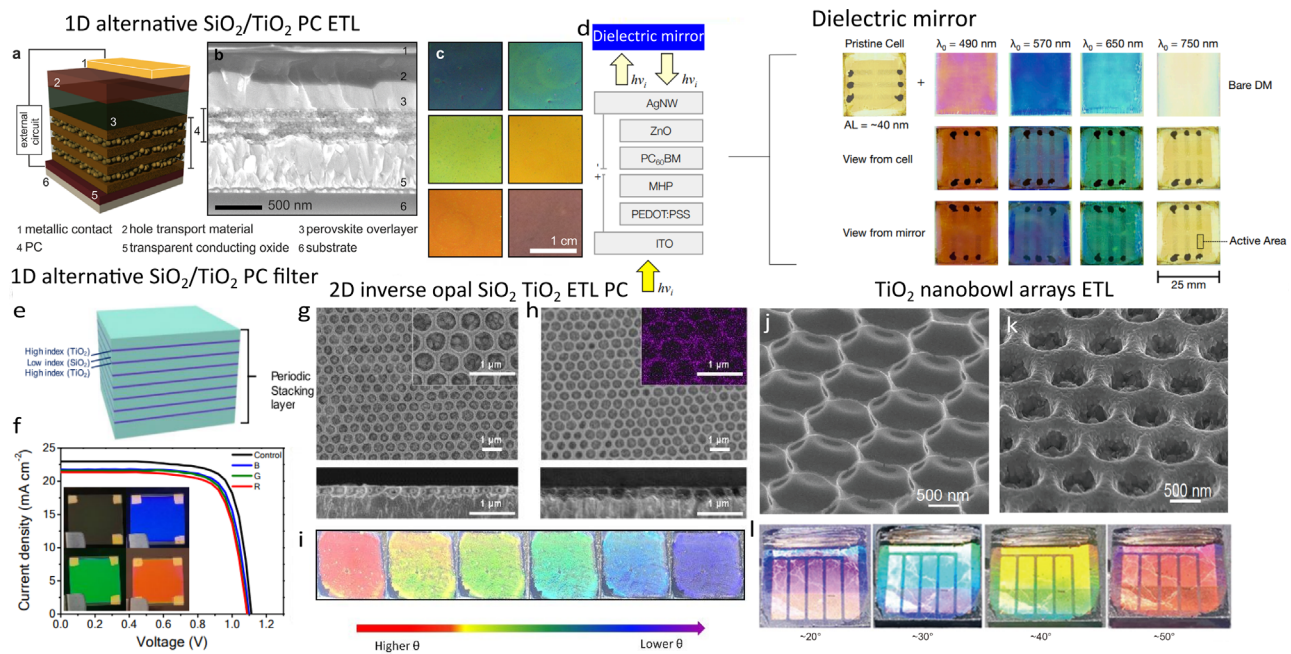 1D alternative SiO₂/TiO₂ PC ETL
a
1
2
3
4
5
6
external
circuit
b
1
2
3
4
5
6
500 nm
c
1 cm
1 metallic contact 2 hole transport material 3 perovskite overlayer
4 PC 5 transparent conducting oxide 6 substrate
d
Dielectric mirror
hνᵢ hνᵢ
AgNW
ZnO
PC₆₀BM
MHP
PEDOT:PSS
ITO
hνᵢ
Dielectric mirror
Pristine Cell
λ₀ = 490 nm λ₀ = 570 nm λ₀ = 650 nm λ₀ = 750 nm
+
Bare DM
AL = ~40 nm
View from cell
View from mirror
Active Area
25 mm
1D alternative SiO₂/TiO₂ PC filter
e
High index (TiO₂)
Low index (SiO₂)
High index (TiO₂)
Periodic
Stacking
layer
f
Current density (mA cm⁻²)
25
20
15
10
5
0
0.0 0.2 0.4 0.6 0.8 1.0 1.2
Voltage (V)
Control
B
G
R
2D inverse opal SiO₂ TiO₂ ETL PC
g
1 μm
1 μm
1 μm
h
1 μm
1 μm
1 μm
i
Higher θ Lower θ
TiO₂ nanobowl arrays ETL
j
500 nm
k
500 nm
l
~20° ~30° ~40° ~50°